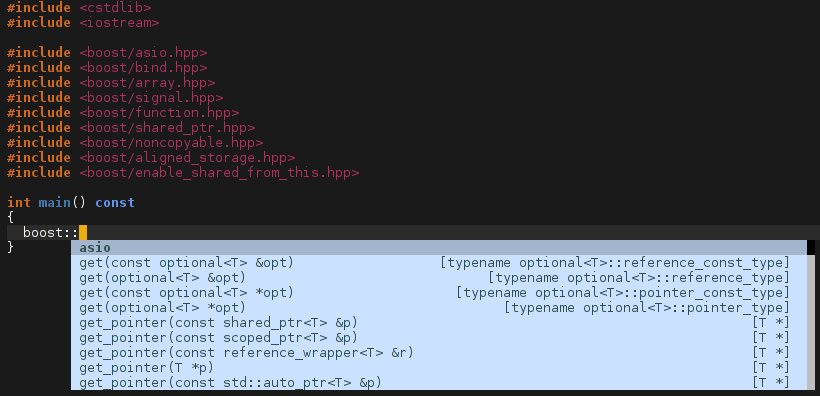 #include <cstdlib>
#include <iostream>
#include <boost/asio.hpp>
#include <boost/bind.hpp>
#include <boost/array.hpp>
#include <boost/signal.hpp>
#include <boost/function.hpp>
#include <boost/shared_ptr.hpp>
#include <boost/noncopyable.hpp>
#include <boost/aligned_storage.hpp>
#include <boost/enable_shared_from_this.hpp>
int main() const
{
boost::
}
asio
get(const optional<T> &opt) [typename optional<T>::reference_const_type]
get(optional<T> &opt) [typename optional<T>::reference_type]
get(const optional<T> *opt) [typename optional<T>::pointer_const_type]
get(optional<T> *opt) [typename optional<T>::pointer_type]
get_pointer(const shared_ptr<T> &p) [T *]
get_pointer(const scoped_ptr<T> &p) [T *]
get_pointer(const reference_wrapper<T> &r) [T *]
get_pointer(T *p) [T *]
get_pointer(const std::auto_ptr<T> &p) [T *]